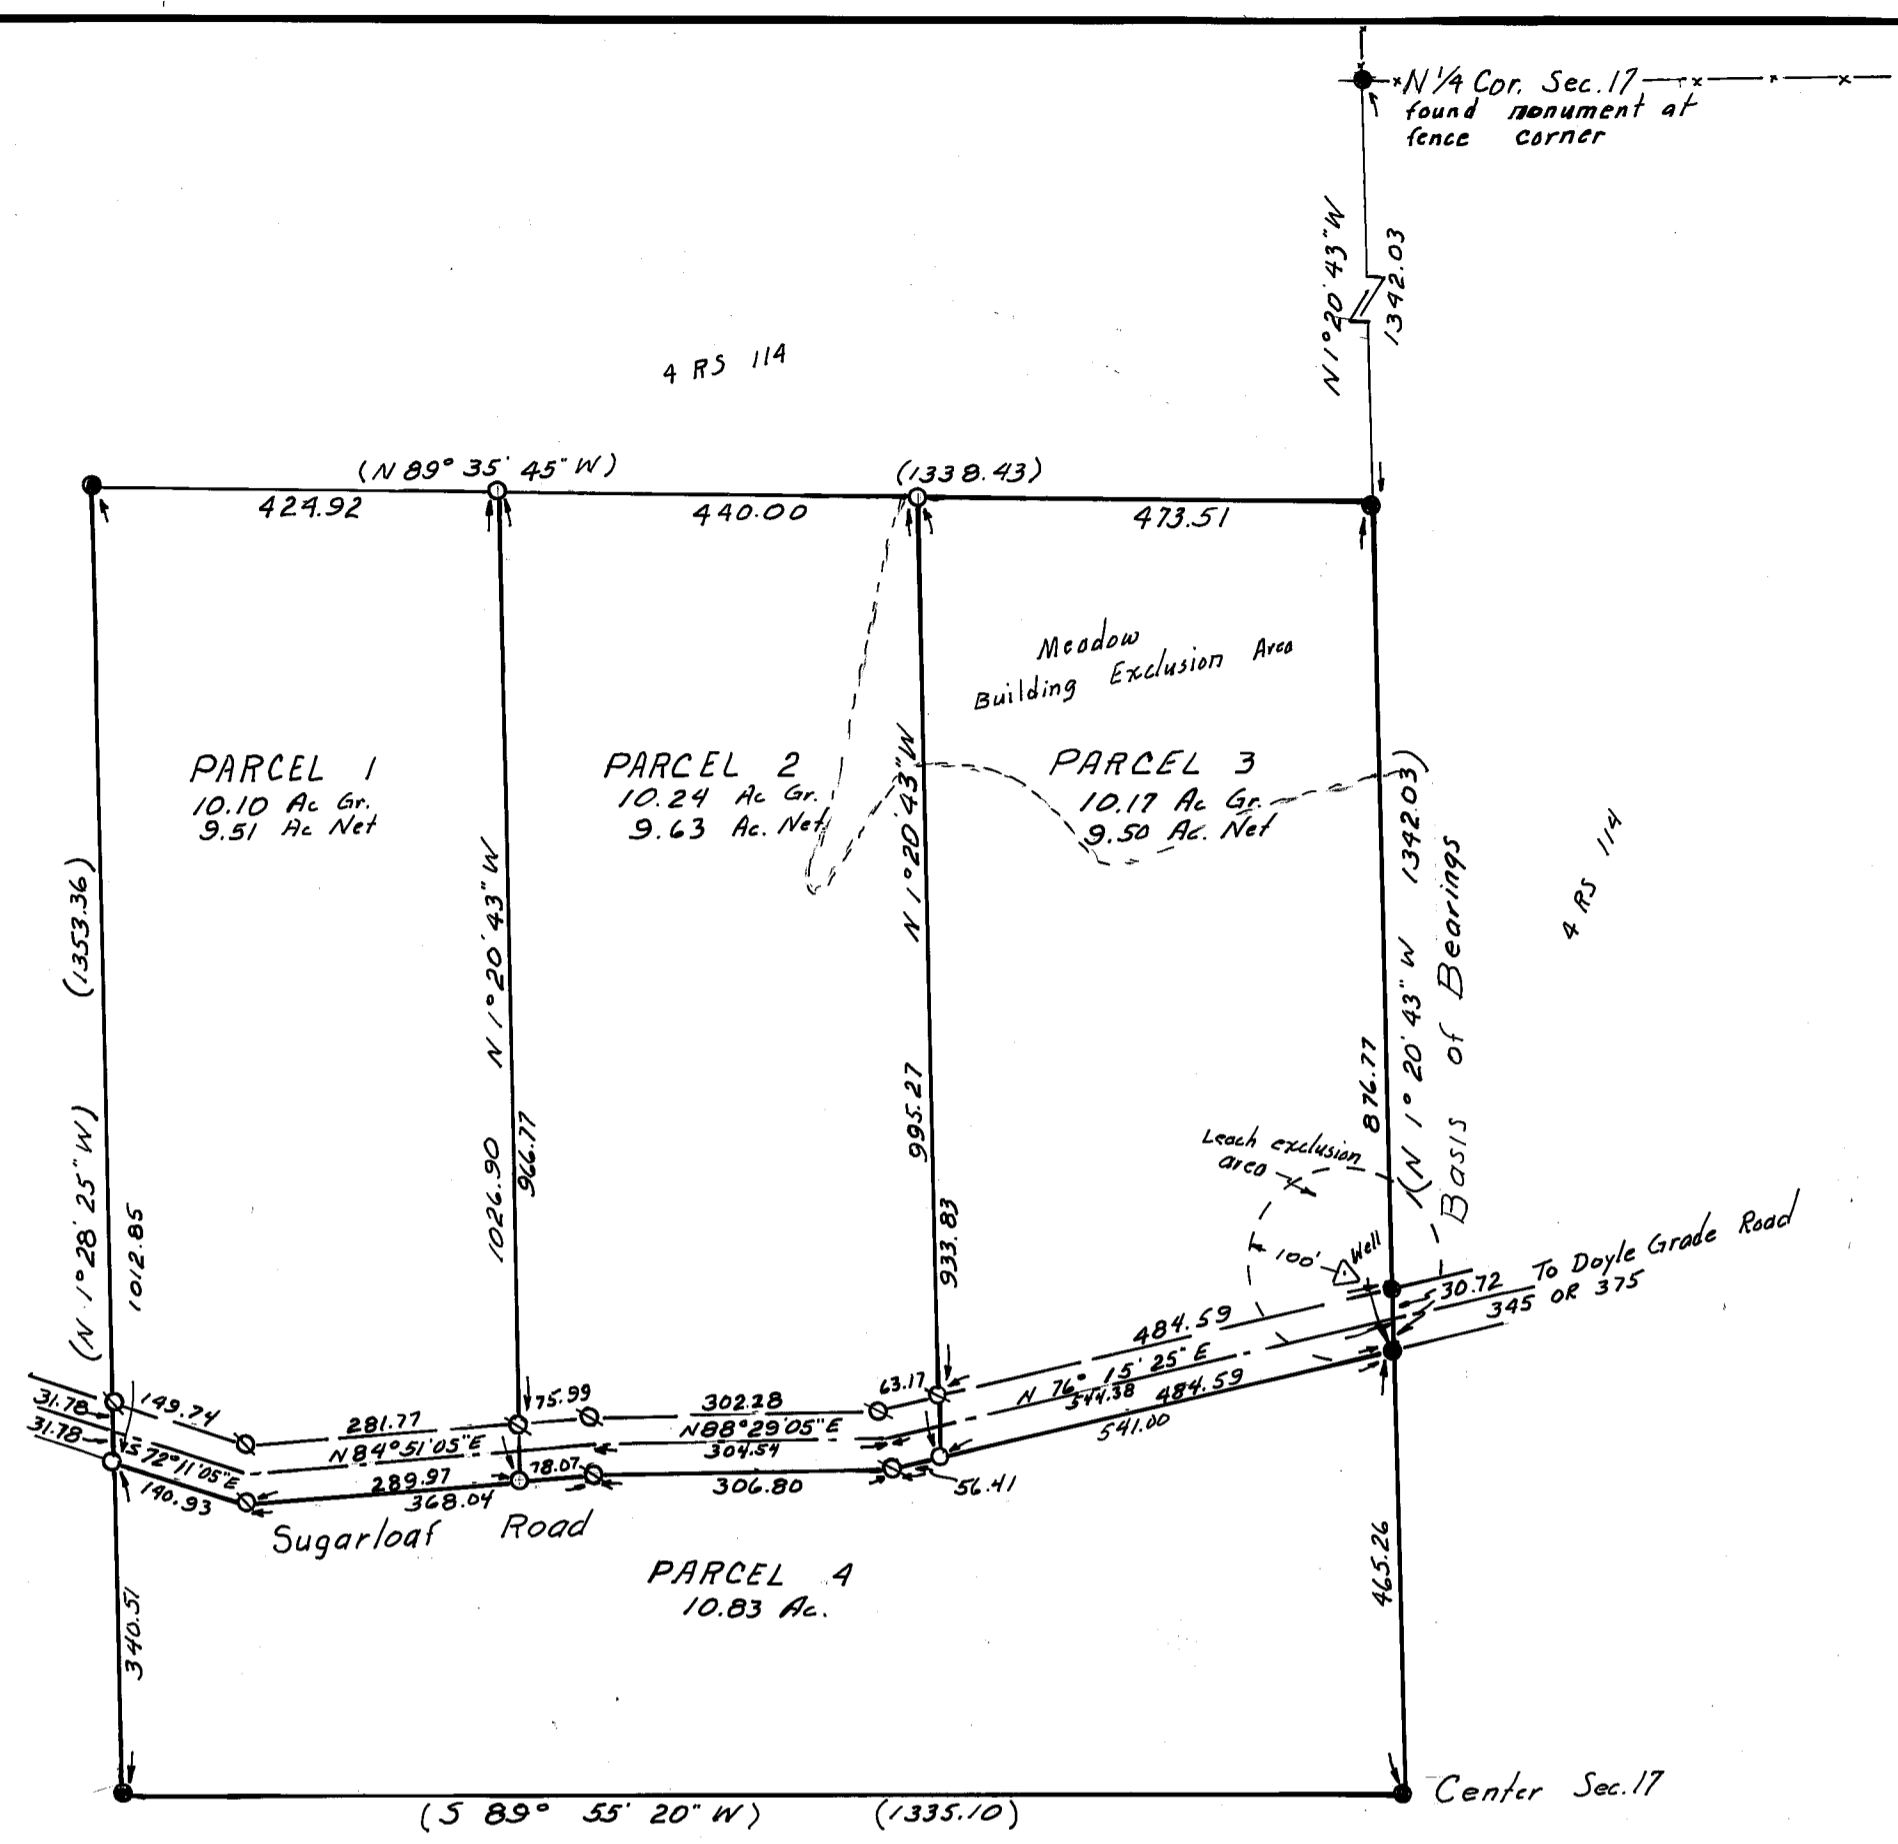 N 1/4 Cor. Sec. 17
found monument at
fence corner
N 1° 20' 43" W
1342.03
4 RS 114
(N 89° 35' 45" W)
(1338.43)
424.92
440.00
473.51
Meadow
Building Exclusion Area
PARCEL 1
10.10 Ac Gr.
9.51 Ac Net
PARCEL 2
10.24 Ac Gr.
9.63 Ac. Net
PARCEL 3
10.17 Ac Gr.
9.50 Ac. Net
(1353.36)
(N 1° 28' 25" W)
1012.85
N 1° 20' 43" W
1026.90
966.77
N 1° 20' 43" W
995.27
933.83
876.77
(N 1° 20' 43" W 1342.03)
Basis of Bearings
4 RS 114
Leach exclusion
area
100'
Well
30.72
To Doyle Grade Road
345 OR 375
31.78
31.78
149.74
S 72° 11' 05" E
140.93
281.77
N 84° 51' 05" E
289.97
368.04
75.99
78.07
302.28
N 88° 29' 05" E
304.54
306.80
63.17
56.41
484.59
N 76° 15' 25" E
544.38
484.59
541.00
Sugarloaf Road
PARCEL 4
10.83 Ac.
340.51
465.26
(S 89° 55' 20" W)
(1335.10)
Center Sec. 17